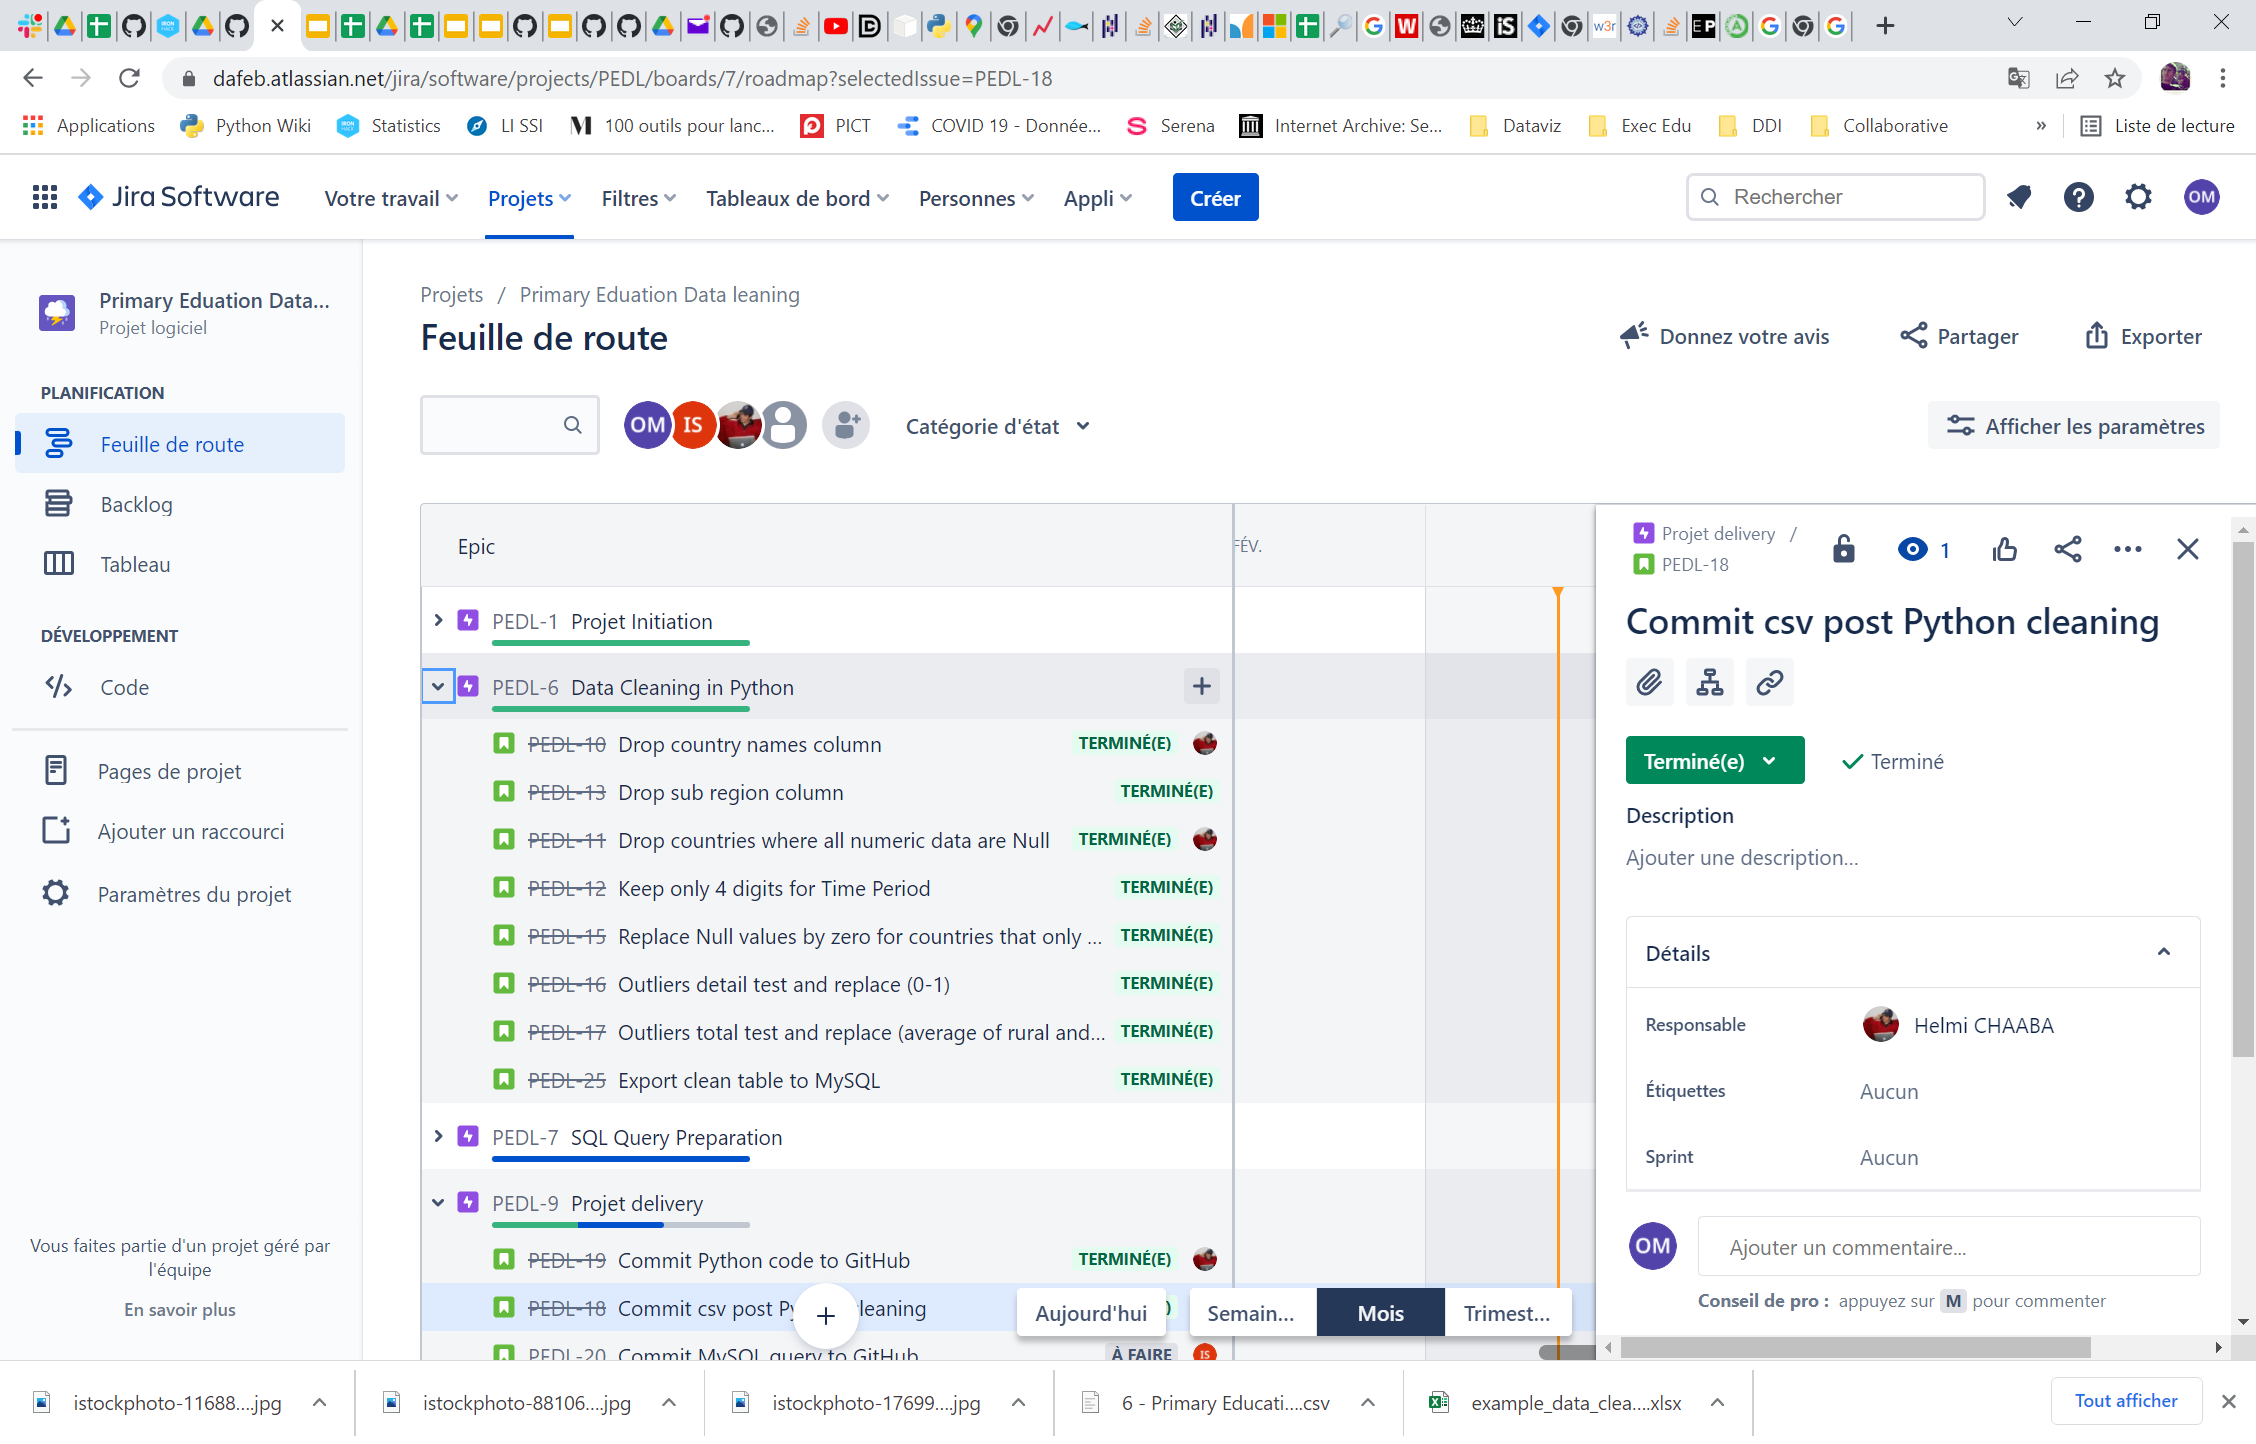 dafeb.atlassian.net/jira/software/projects/PEDL/boards/7/roadmap?selectedIssue=PEDL-18
Applications Python Wiki Statistics LI SSI 100 outils pour lanc... PICT COVID 19 - Donnée... Serena Internet Archive: Se... Dataviz Exec Edu DDI Collaborative » Liste de lecture
Jira Software Votre travail Projets Filtres Tableaux de bord Personnes Appli Créer Rechercher OM
Primary Eduation Data...
Projet logiciel
PLANIFICATION
Feuille de route
Backlog
Tableau
DÉVELOPPEMENT
Code
Pages de projet
Ajouter un raccourci
Paramètres du projet
Vous faites partie d'un projet géré par
l'équipe
En savoir plus
Projets / Primary Eduation Data leaning
Feuille de route
Donnez votre avis Partager Exporter
OM IS Catégorie d'état Afficher les paramètres
Epic FÉV.
PEDL-1 Projet Initiation
PEDL-6 Data Cleaning in Python
PEDL-10 Drop country names column TERMINÉ(E)
PEDL-13 Drop sub region column TERMINÉ(E)
PEDL-11 Drop countries where all numeric data are Null TERMINÉ(E)
PEDL-12 Keep only 4 digits for Time Period TERMINÉ(E)
PEDL-15 Replace Null values by zero for countries that only ... TERMINÉ(E)
PEDL-16 Outliers detail test and replace (0-1) TERMINÉ(E)
PEDL-17 Outliers total test and replace (average of rural and... TERMINÉ(E)
PEDL-25 Export clean table to MySQL TERMINÉ(E)
PEDL-7 SQL Query Preparation
PEDL-9 Projet delivery
PEDL-19 Commit Python code to GitHub TERMINÉ(E)
PEDL-18 Commit csv post Py leaning )
PEDL-20 Commit MySQL query to GitHub À FAIRE IS
Aujourd'hui Semain... Mois Trimest...
Projet delivery /
PEDL-18
1
Commit csv post Python cleaning
Terminé(e) Terminé
Description
Ajouter une description...
Détails
Responsable Helmi CHAABA
Étiquettes Aucun
Sprint Aucun
OM Ajouter un commentaire...
Conseil de pro : appuyez sur M pour commenter
istockphoto-11688....jpg istockphoto-88106....jpg istockphoto-17699....jpg 6 - Primary Educati....csv example_data_clea....xlsx Tout afficher